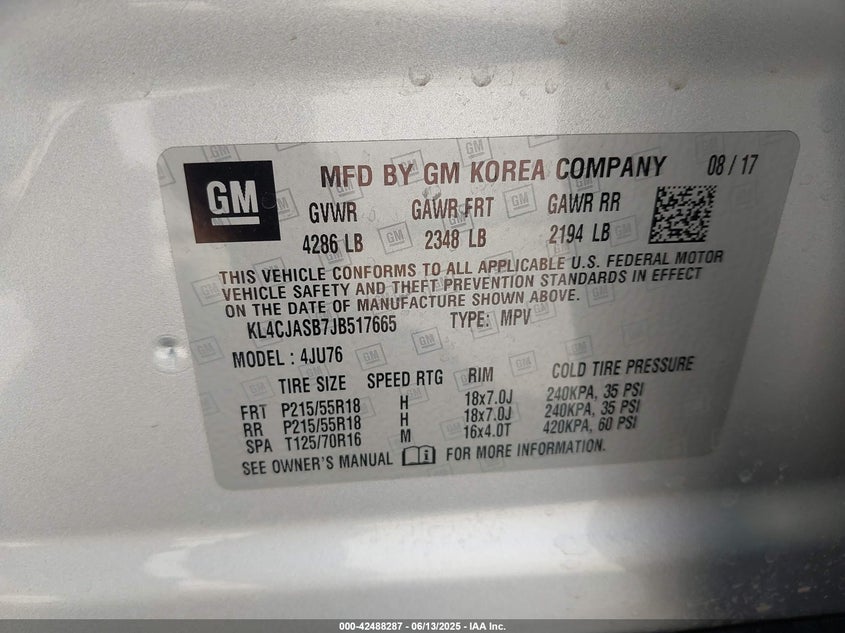 GM
MFD BY GM KOREA COMPANY 08 / 17
GVWR GAWR FRT GAWR RR
4286 LB 2348 LB 2194 LB
THIS VEHICLE CONFORMS TO ALL APPLICABLE U.S. FEDERAL MOTOR
VEHICLE SAFETY AND THEFT PREVENTION STANDARDS IN EFFECT
ON THE DATE OF MANUFACTURE SHOWN ABOVE.
KL4CJASB7JB517665 TYPE: MPV
MODEL : 4JU76
TIRE SIZE SPEED RTG RIM COLD TIRE PRESSURE
FRT P215/55R18 H 18x7.0J 240KPA, 35 PSI
RR P215/55R18 H 18x7.0J 240KPA, 35 PSI
SPA T125/70R16 M 16x4.0T 420KPA, 60 PSI
SEE OWNER'S MANUAL FOR MORE INFORMATION.
000-42488287 - 06/13/2025 - IAA Inc.